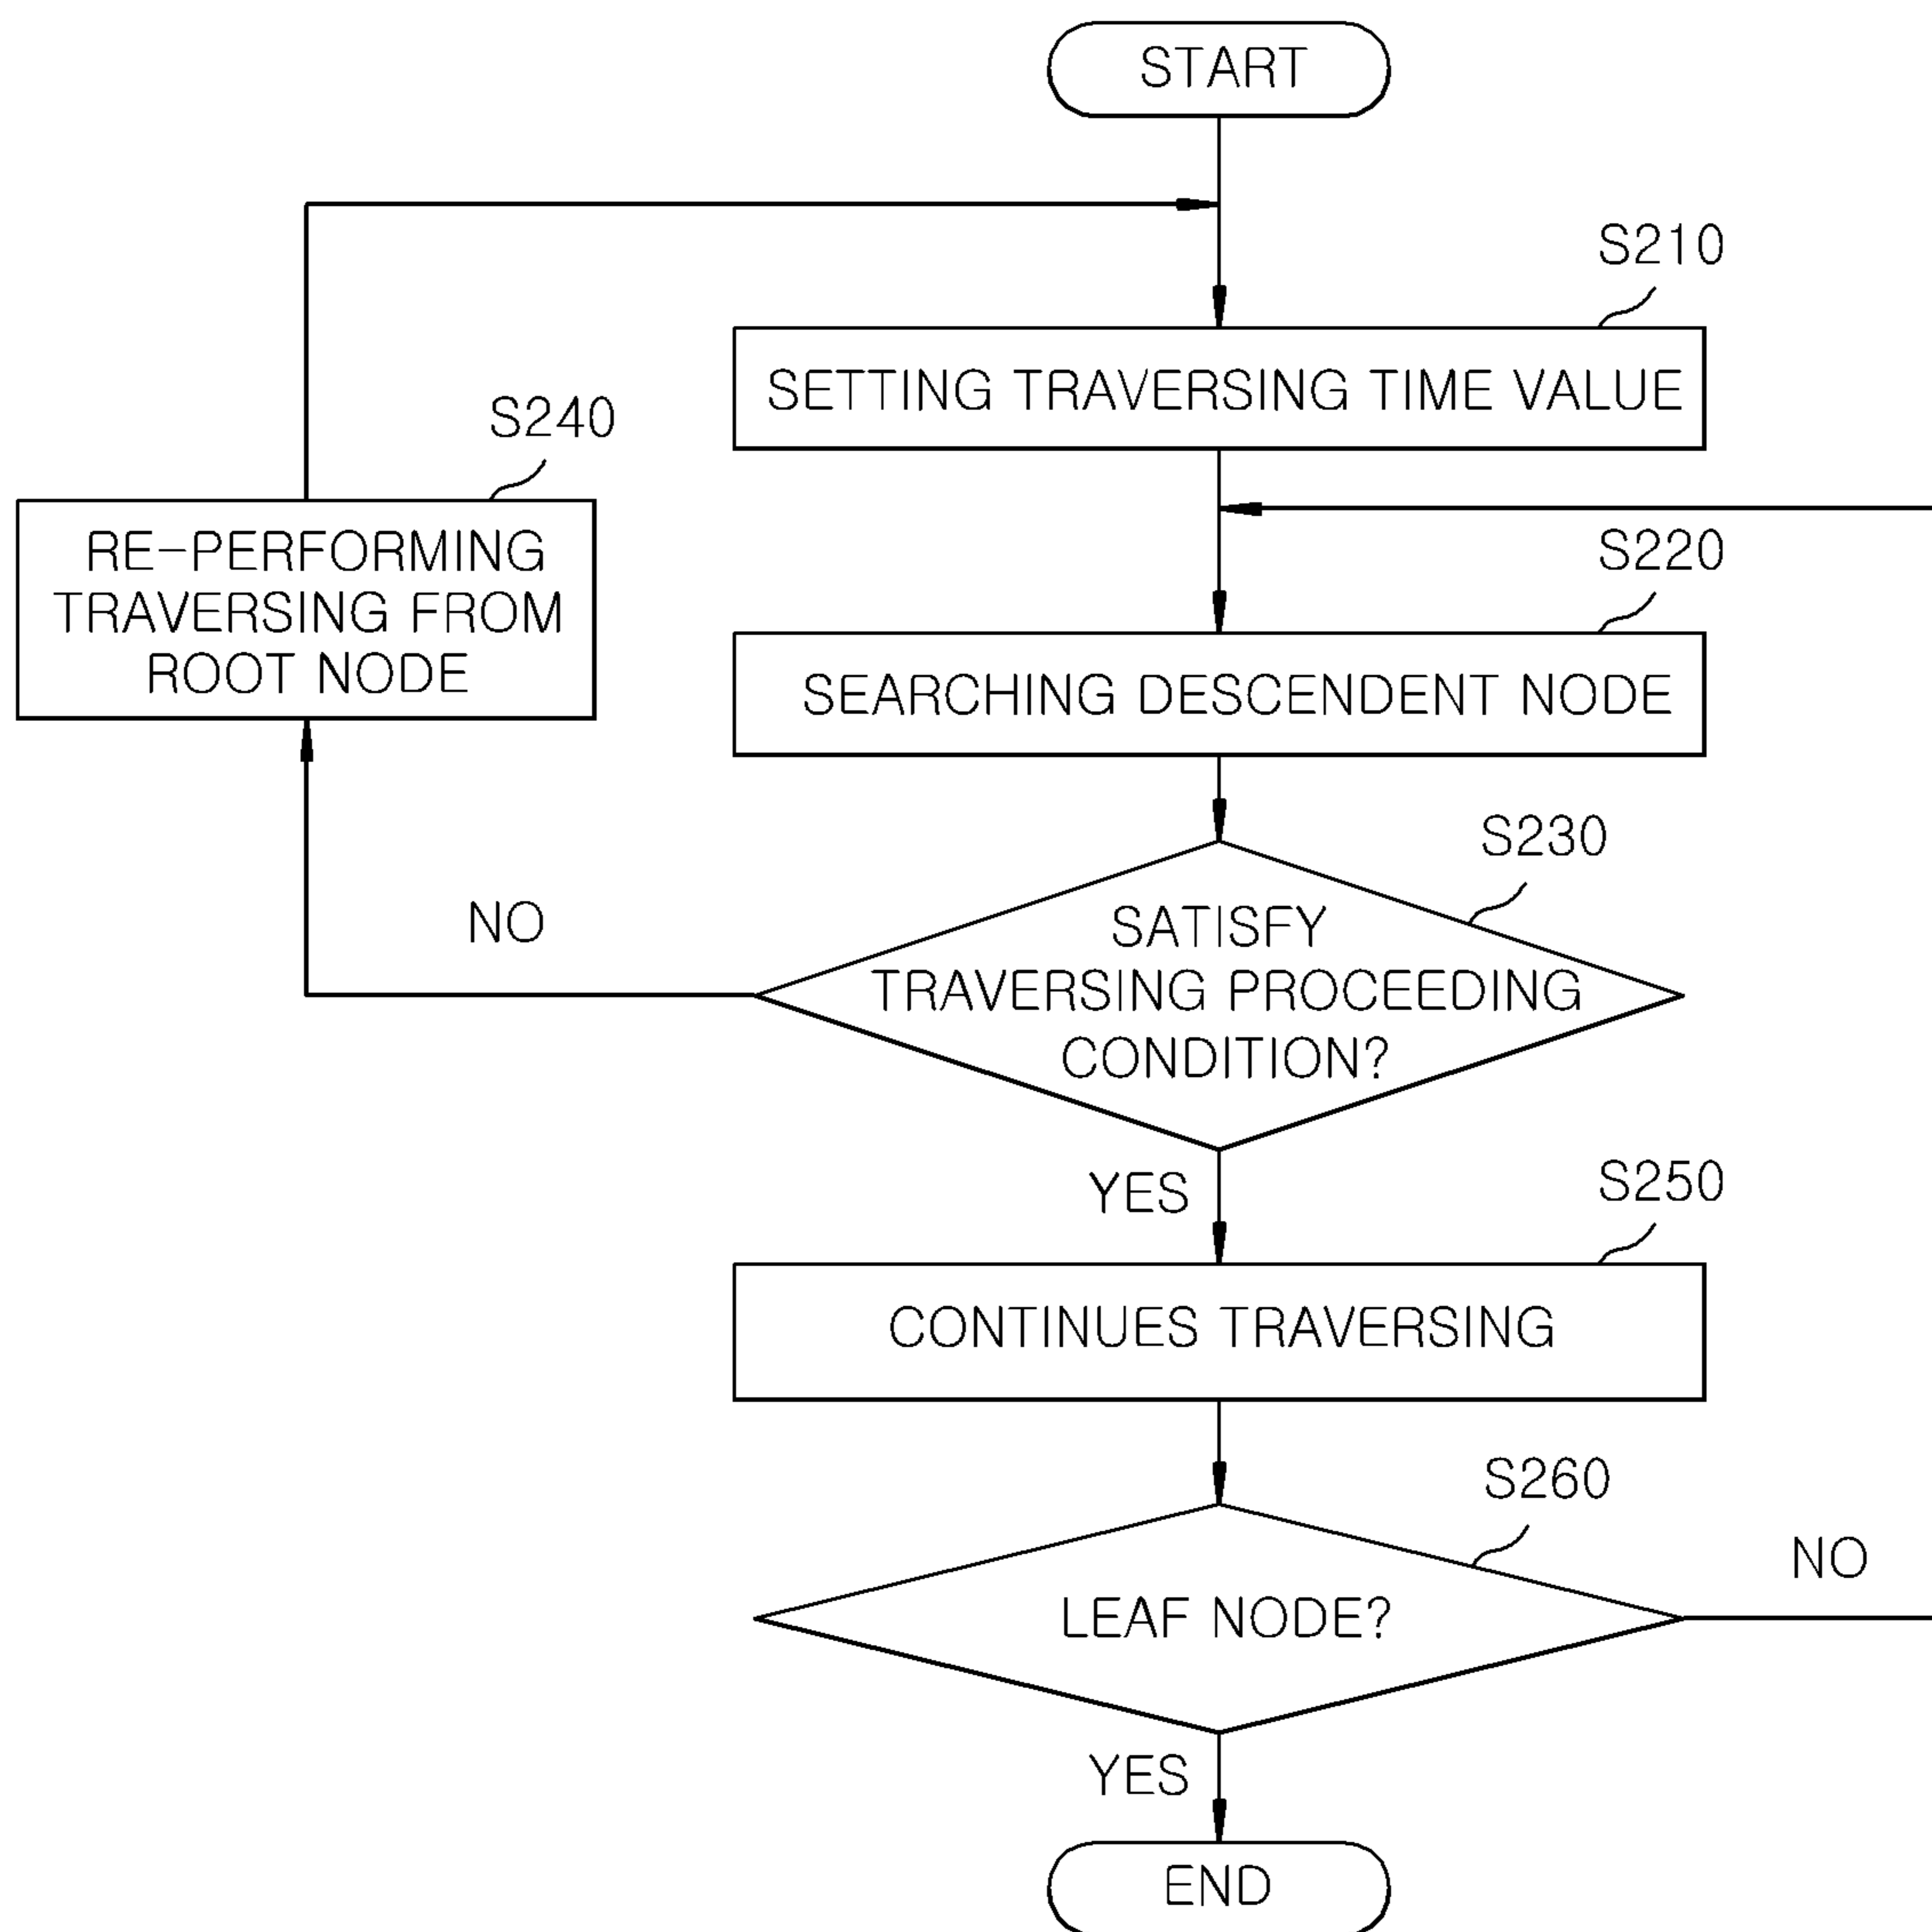 START
S210
SETTING TRAVERSING TIME VALUE
S240
RE-PERFORMING
TRAVERSING FROM
ROOT NODE
S220
SEARCHING DESCENDENT NODE
S230
NO
SATISFY
TRAVERSING PROCEEDING
CONDITION?
YES
S250
CONTINUES TRAVERSING
S260
NO
LEAF NODE?
YES
END